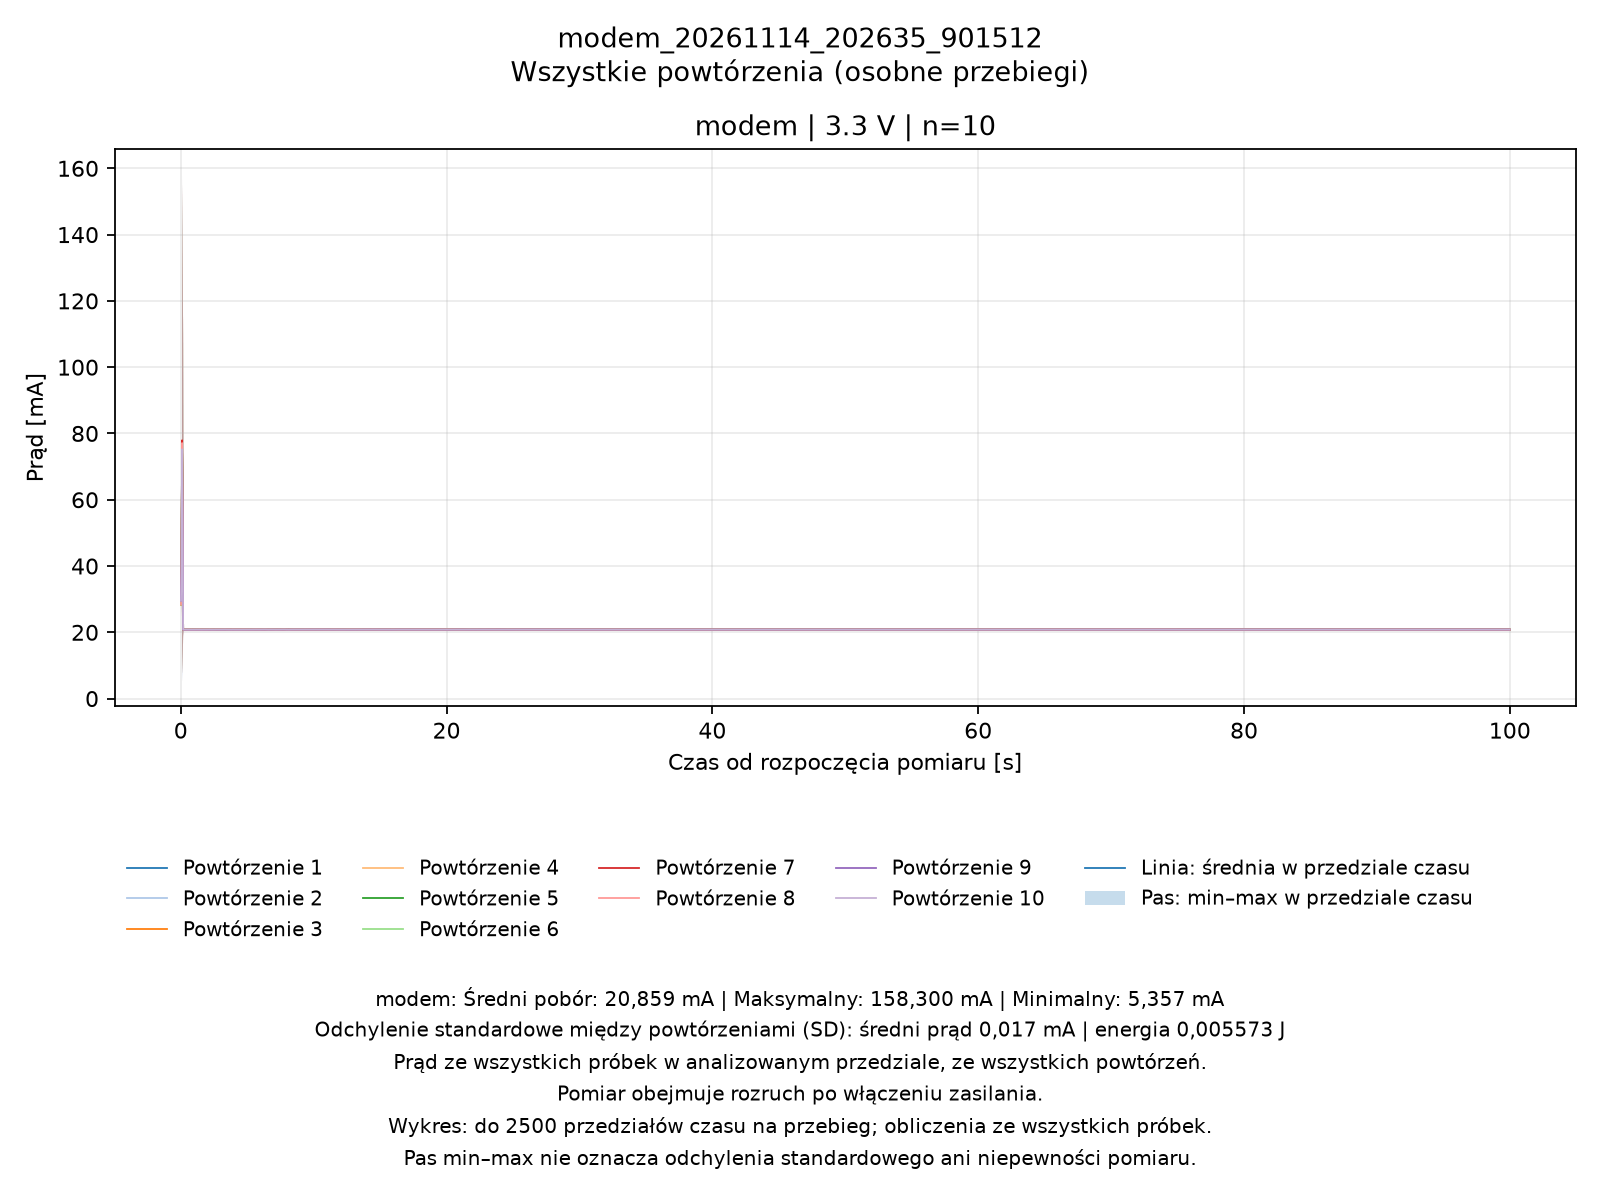 modem_20261114_202635_901512
Wszystkie powtórzenia (osobne przebiegi)
modem | 3.3 V | n=10
160
140
120
100
80
60
40
20
0
Prąd [mA]
0 20 40 60 80 100
Czas od rozpoczęcia pomiaru [s]
Powtórzenie 1 Powtórzenie 4 Powtórzenie 7 Powtórzenie 9 Linia: średnia w przedziale czasu
Powtórzenie 2 Powtórzenie 5 Powtórzenie 8 Powtórzenie 10 Pas: min–max w przedziale czasu
Powtórzenie 3 Powtórzenie 6
modem: Średni pobór: 20,859 mA | Maksymalny: 158,300 mA | Minimalny: 5,357 mA
Odchylenie standardowe między powtórzeniami (SD): średni prąd 0,017 mA | energia 0,005573 J
Prąd ze wszystkich próbek w analizowanym przedziale, ze wszystkich powtórzeń.
Pomiar obejmuje rozruch po włączeniu zasilania.
Wykres: do 2500 przedziałów czasu na przebieg; obliczenia ze wszystkich próbek.
Pas min–max nie oznacza odchylenia standardowego ani niepewności pomiaru.